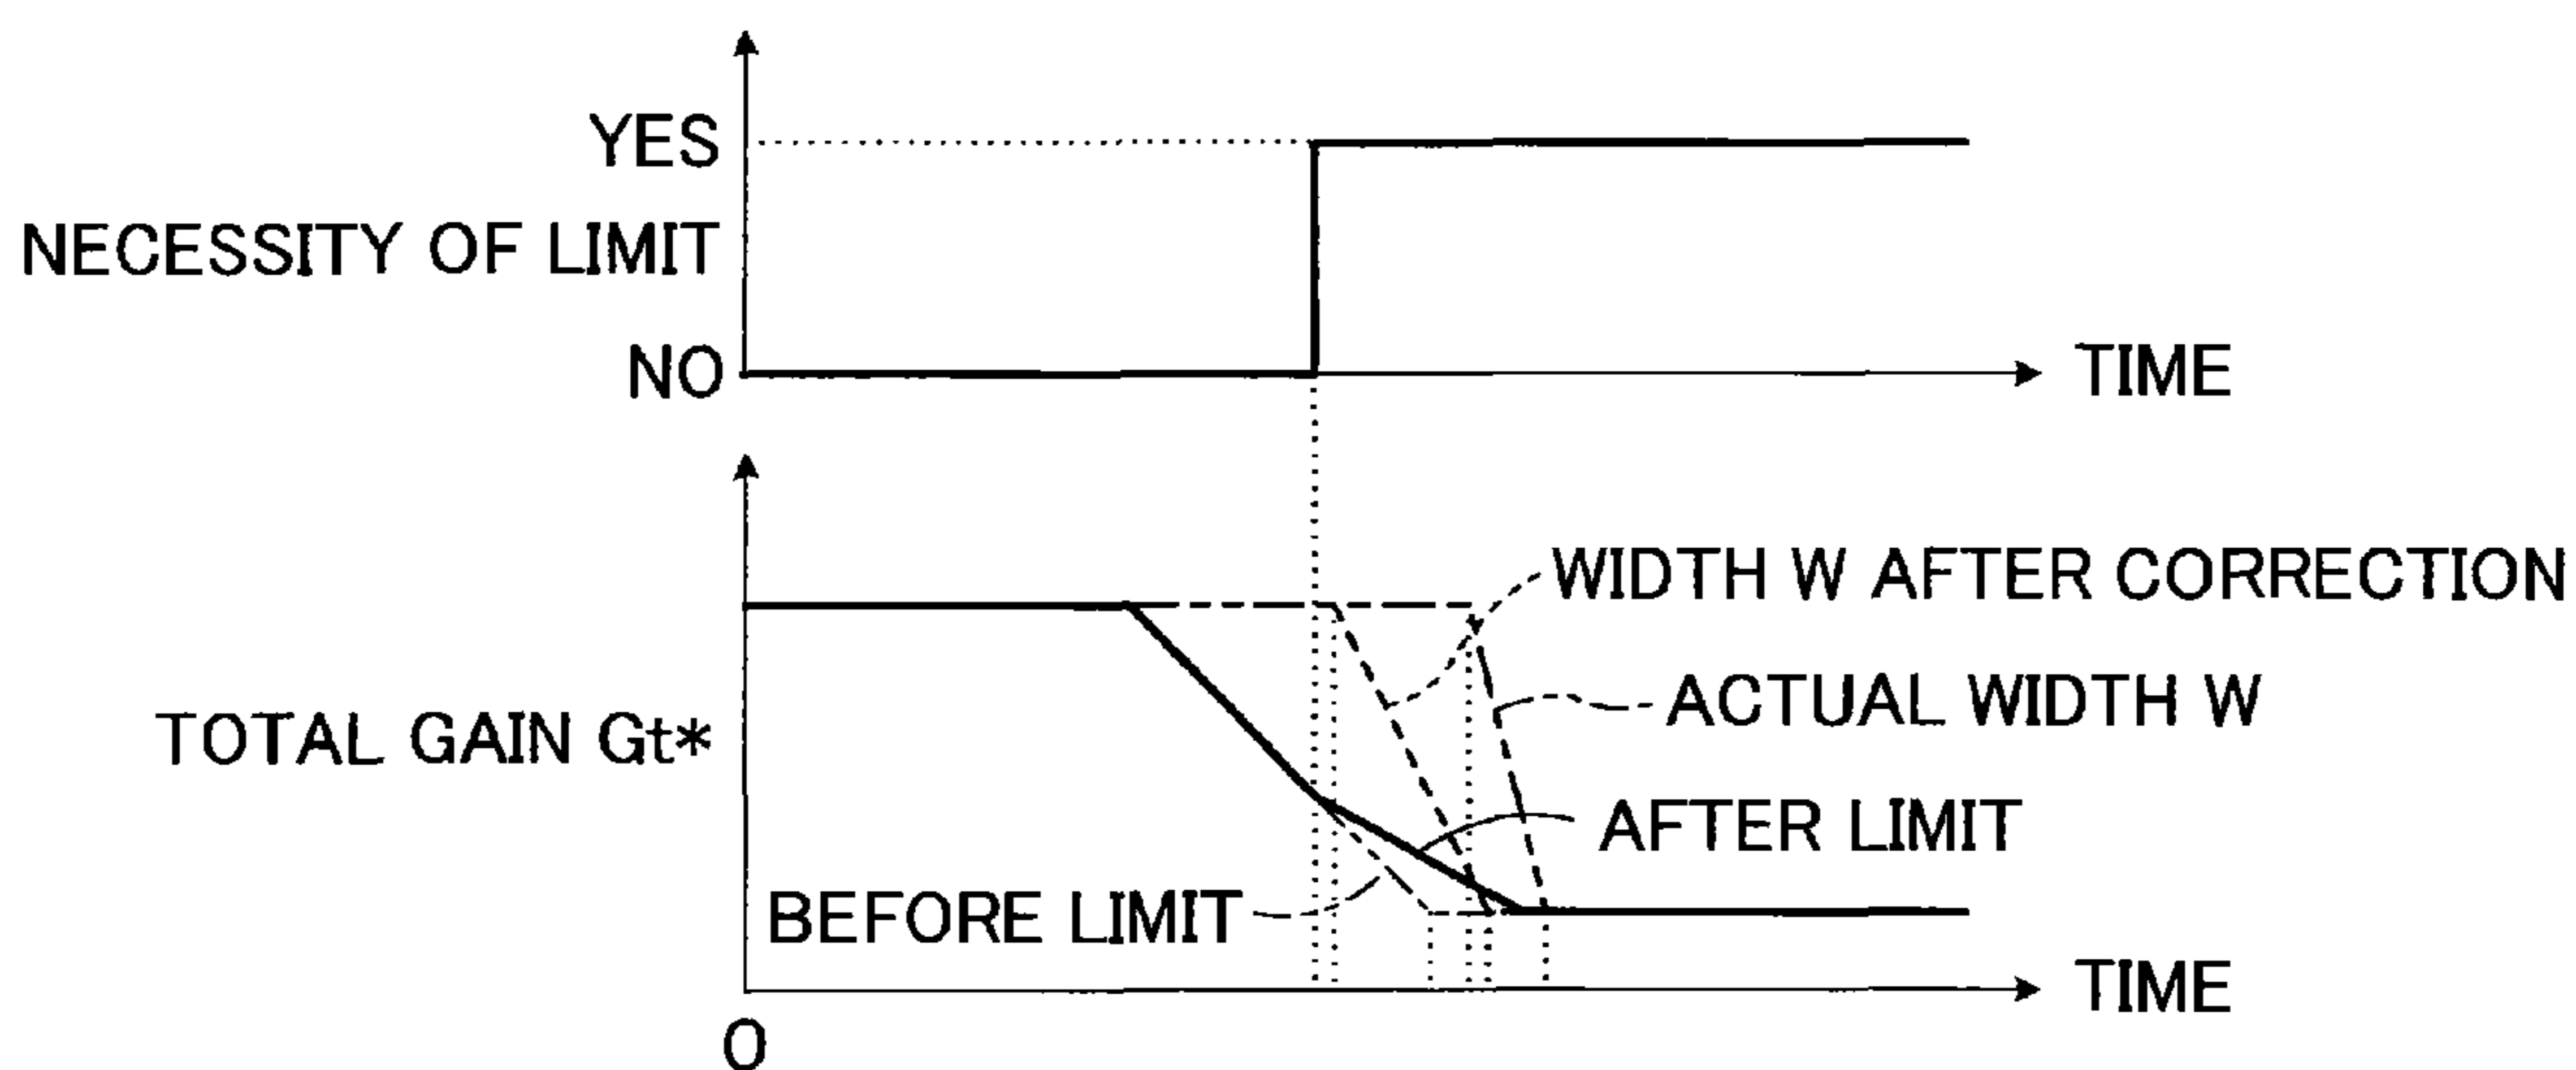 YES
NECESSITY OF LIMIT
NO
TIME
WIDTH W AFTER CORRECTION
ACTUAL WIDTH W
TOTAL GAIN Gt*
AFTER LIMIT
BEFORE LIMIT
TIME
0